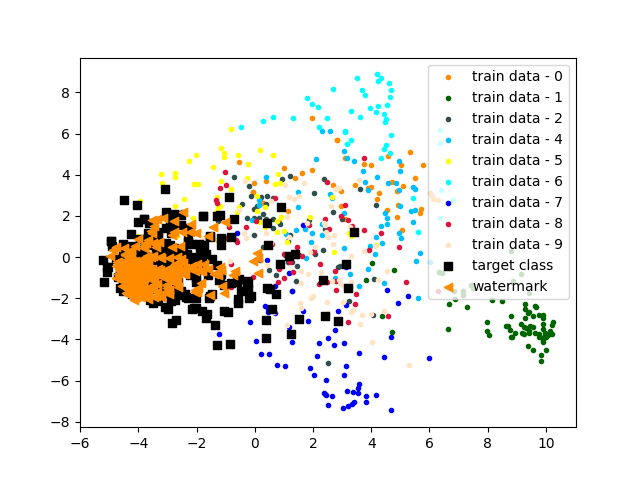 train data - 0
train data - 1
train data - 2
train data - 4
train data - 5
train data - 6
train data - 7
train data - 8
train data - 9
target class
watermark
8
6
4
2
0
−2
−4
−6
−8
−6 −4 −2 0 2 4 6 8 10